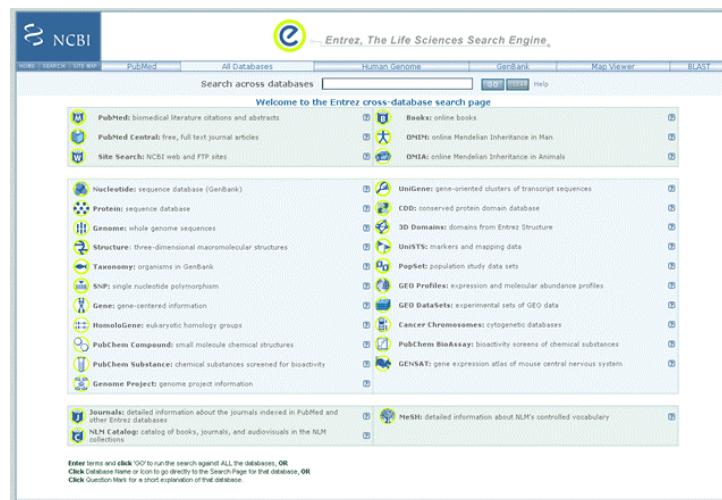 NCBI
Entrez, The Life Sciences Search Engine
HOME SEARCH SITE MAP PubMed All Databases Human Genome GenBank Map Viewer BLAST
Search across databases GO CLEAR Help
Welcome to the Entrez cross-database search page
PubMed: biomedical literature citations and abstracts
PubMed Central: free, full text journal articles
Site Search: NCBI web and FTP sites
Books: online books
OMIM: online Mendelian Inheritance in Man
OMIA: online Mendelian Inheritance in Animals
Nucleotide: sequence database (GenBank)
Protein: sequence database
Genome: whole genome sequences
Structure: three-dimensional macromolecular structures
Taxonomy: organisms in GenBank
SNP: single nucleotide polymorphism
Gene: gene-centered information
HomoloGene: eukaryotic homology groups
PubChem Compound: small molecule chemical structures
PubChem Substance: chemical substances screened for bioactivity
Genome Project: genome project information
UniGene: gene-oriented clusters of transcript sequences
CDD: conserved protein domain database
3D Domains: domains from Entrez Structure
UniSTS: markers and mapping data
PopSet: population study data sets
GEO Profiles: expression and molecular abundance profiles
GEO DataSets: experimental sets of GEO data
Cancer Chromosomes: cytogenetic databases
PubChem BioAssay: bioactivity screens of chemical substances
GENSAT: gene expression atlas of mouse central nervous system
Journals: detailed information about the journals indexed in PubMed and
other Entrez databases
NLM Catalog: catalog of books, journals, and audiovisuals in the NLM
collections
MeSH: detailed information about NLM's controlled vocabulary
Enter terms and click 'GO' to run the search against ALL the databases, OR
Click Database Name or Icon to go directly to the Search Page for that database, OR
Click Question Mark for a short explanation of that database.